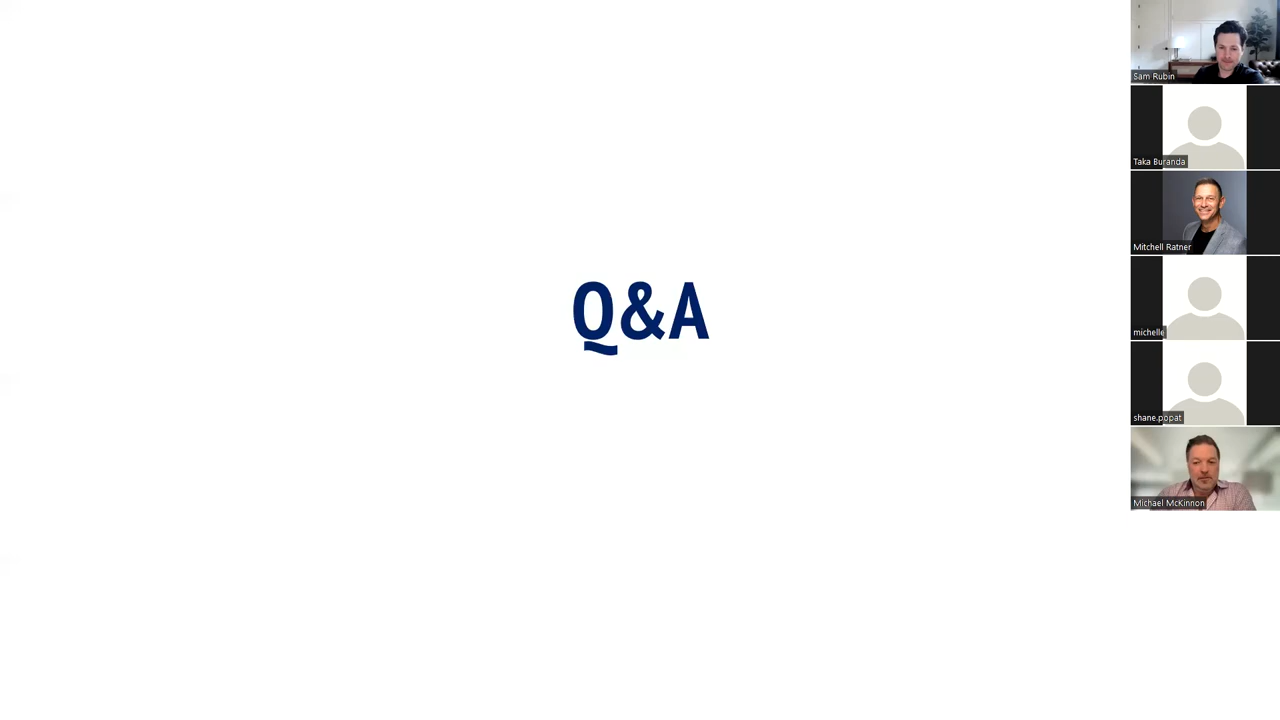 Q&A
Sam Rubin
Taka Buranda
Mitchell Ratner
michelle
shane.popat
Michael McKinnon